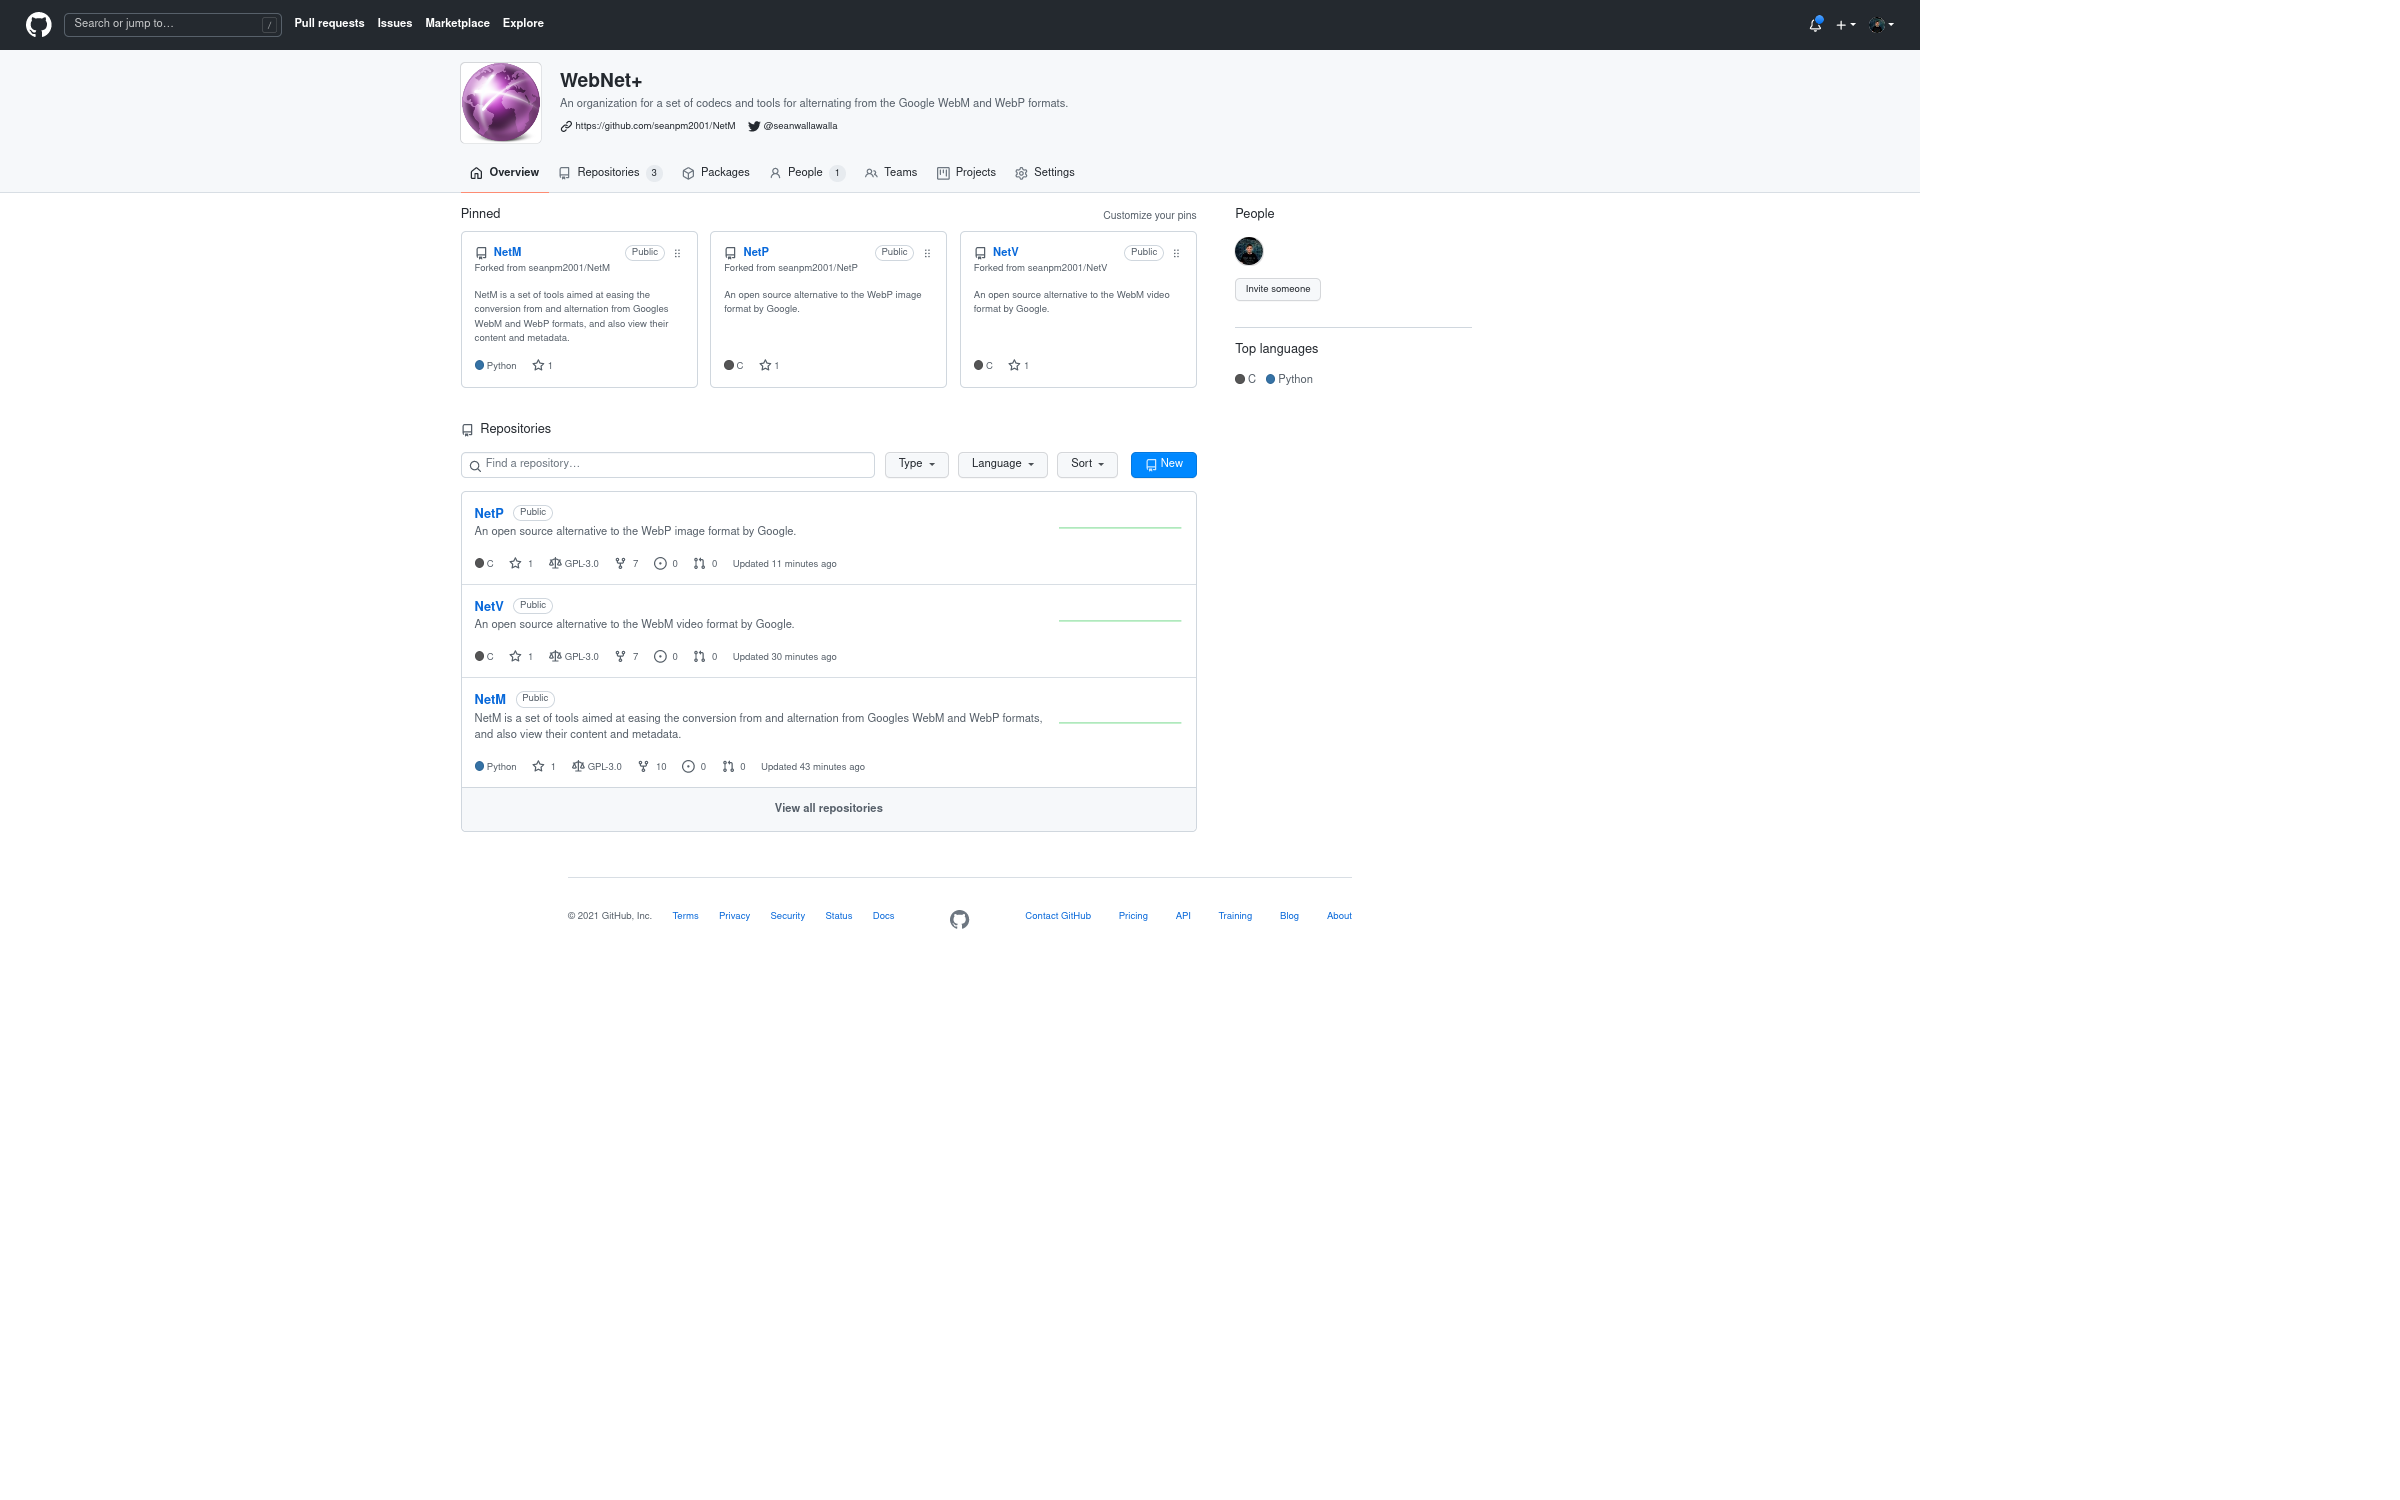 Search or jump to… /
Pull requests Issues Marketplace Explore
WebNet+
An organization for a set of codecs and tools for alternating from the Google WebM and WebP formats.
https://github.com/seanpm2001/NetM @seanwallawalla
Overview Repositories 3 Packages People 1 Teams Projects Settings
Pinned
Customize your pins
NetM Public
Forked from seanpm2001/NetM
NetM is a set of tools aimed at easing the
conversion from and alternation from Googles
WebM and WebP formats, and also view their
content and metadata.
Python 1
NetP Public
Forked from seanpm2001/NetP
An open source alternative to the WebP image
format by Google.
C 1
NetV Public
Forked from seanpm2001/NetV
An open source alternative to the WebM video
format by Google.
C 1
People
Invite someone
Top languages
C Python
Repositories
Find a repository… Type Language Sort New
NetP Public
An open source alternative to the WebP image format by Google.
C 1 GPL-3.0 7 0 0 Updated 11 minutes ago
NetV Public
An open source alternative to the WebM video format by Google.
C 1 GPL-3.0 7 0 0 Updated 30 minutes ago
NetM Public
NetM is a set of tools aimed at easing the conversion from and alternation from Googles WebM and WebP formats,
and also view their content and metadata.
Python 1 GPL-3.0 10 0 0 Updated 43 minutes ago
View all repositories
© 2021 GitHub, Inc. Terms Privacy Security Status Docs Contact GitHub Pricing API Training Blog About